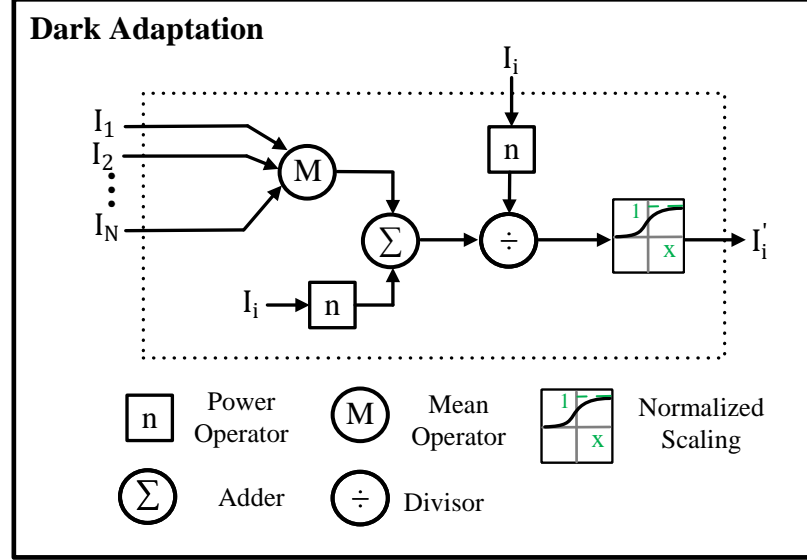 Dark Adaptation
I_i
I_1
I_2
⋮
I_N
M
n
Σ
÷
1
x
I_i'
I_i
n
n
Power
Operator
M
Mean
Operator
1
x
Normalized
Scaling
Σ
Adder
÷
Divisor